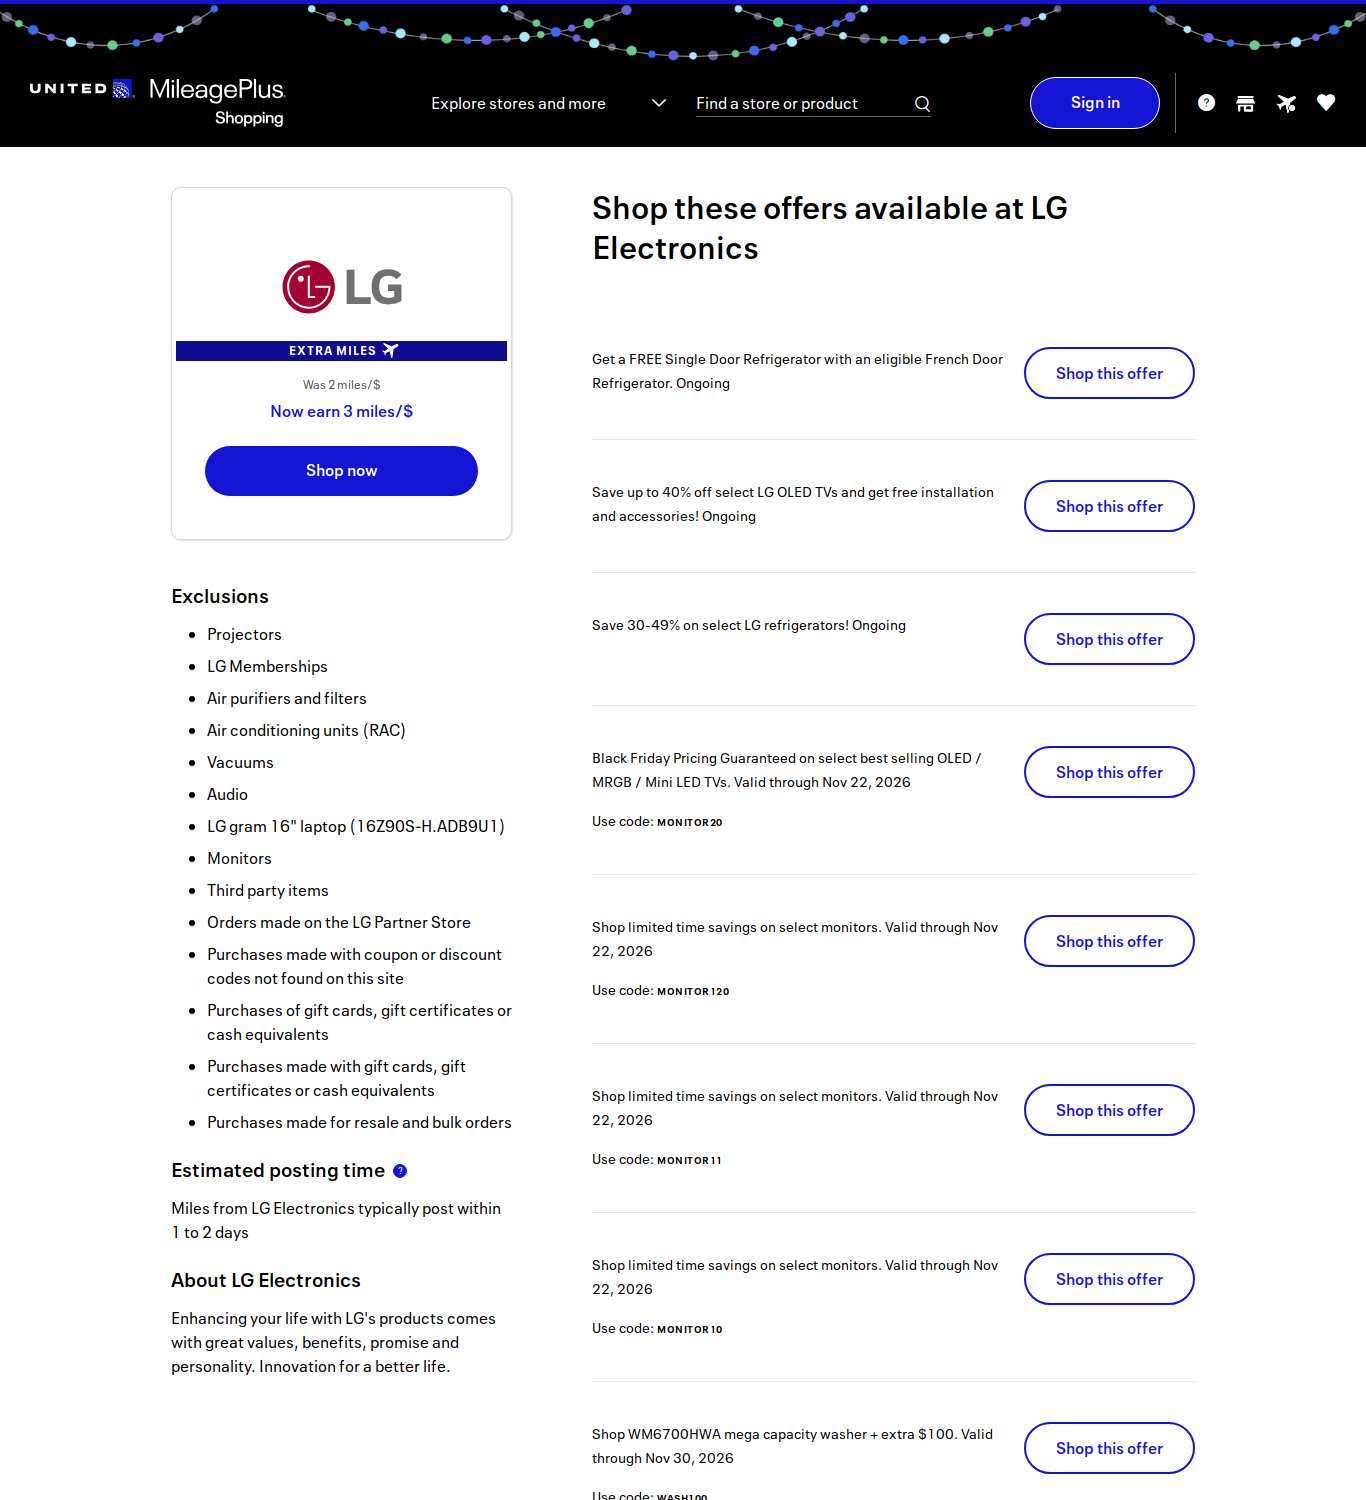 UNITED MileagePlus
Shopping
Explore stores and more
Find a store or product
Sign in
LG
EXTRA MILES
Was 2 miles/$
Now earn 3 miles/$
Shop now
Exclusions
Projectors
LG Memberships
Air purifiers and filters
Air conditioning units (RAC)
Vacuums
Audio
LG gram 16" laptop (16Z90S-H.ADB9U1)
Monitors
Third party items
Orders made on the LG Partner Store
Purchases made with coupon or discount
codes not found on this site
Purchases of gift cards, gift certificates or
cash equivalents
Purchases made with gift cards, gift
certificates or cash equivalents
Purchases made for resale and bulk orders
Estimated posting time ?
Miles from LG Electronics typically post within
1 to 2 days
About LG Electronics
Enhancing your life with LG's products comes
with great values, benefits, promise and
personality. Innovation for a better life.
Shop these offers available at LG
Electronics
Get a FREE Single Door Refrigerator with an eligible French Door
Refrigerator. Ongoing
Shop this offer
Save up to 40% off select LG OLED TVs and get free installation
and accessories! Ongoing
Shop this offer
Save 30-49% on select LG refrigerators! Ongoing
Shop this offer
Black Friday Pricing Guaranteed on select best selling OLED /
MRGB / Mini LED TVs. Valid through Nov 22, 2026
Use code: MONITOR20
Shop this offer
Shop limited time savings on select monitors. Valid through Nov
22, 2026
Use code: MONITOR120
Shop this offer
Shop limited time savings on select monitors. Valid through Nov
22, 2026
Use code: MONITOR11
Shop this offer
Shop limited time savings on select monitors. Valid through Nov
22, 2026
Use code: MONITOR10
Shop this offer
Shop WM6700HWA mega capacity washer + extra $100. Valid
through Nov 30, 2026
Use code: WASH100
Shop this offer